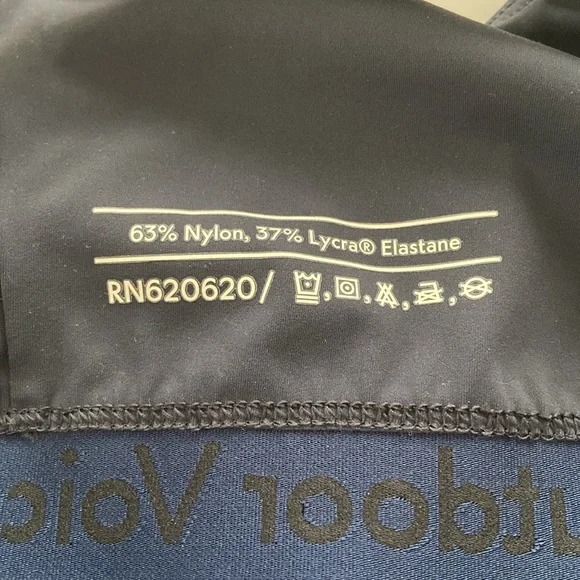 63% Nylon, 37% Lycra® Elastane
RN620620/
utdoor Voic